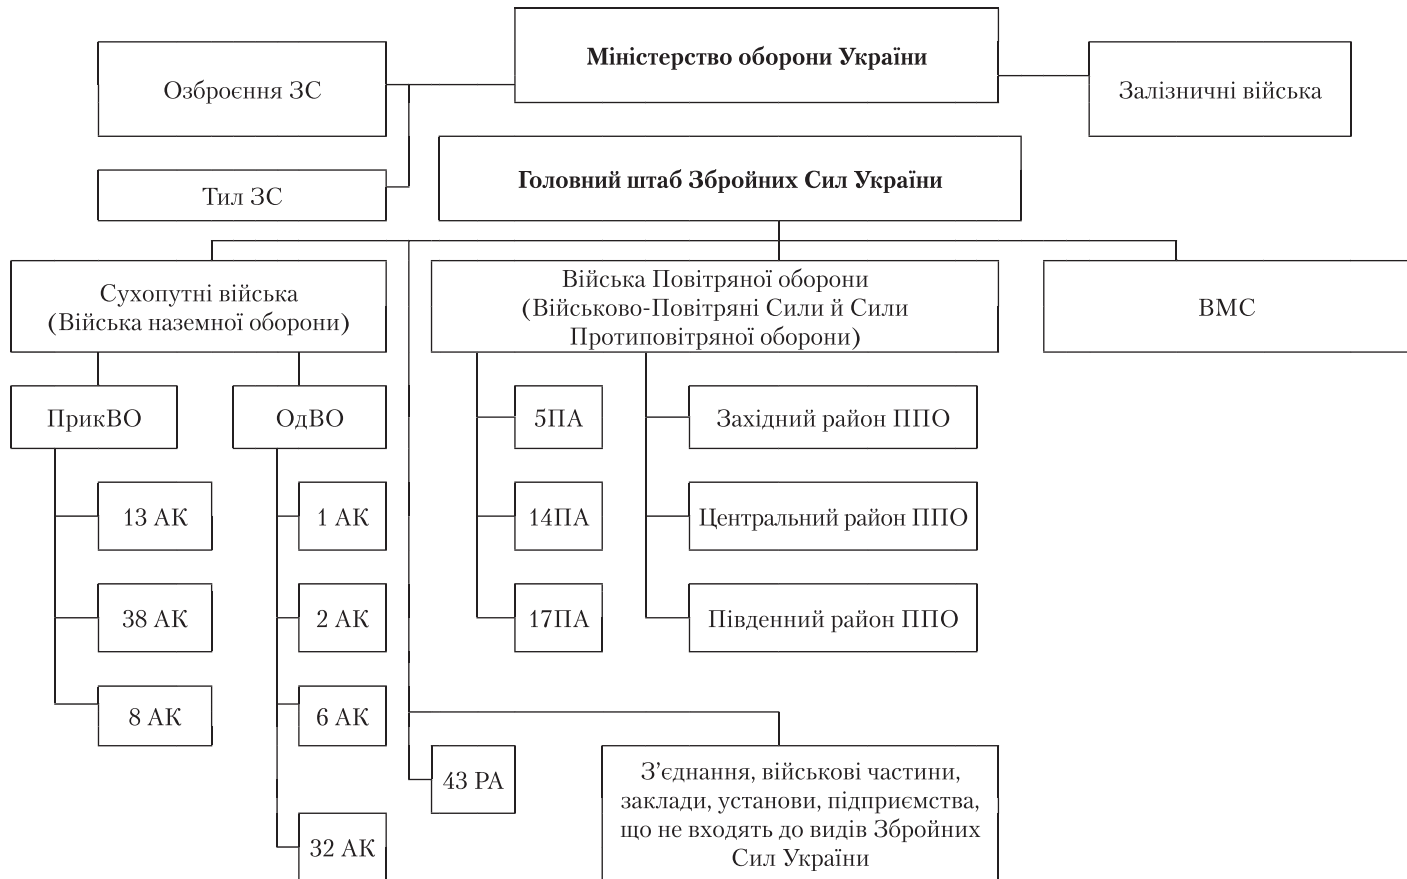 Міністерство оборони України
Озброєння ЗС
Залізничні війська
Головний штаб Збройних Сил України
Тил ЗС
Сухопутні війська
(Війська наземної оборони)
Війська Повітряної оборони
(Військово-Повітряні Сили й Сили
Протиповітряної оборони)
ВМС
ПрикВО
ОдВО
5ПА
Західний район ППО
13 АК
1 АК
14ПА
Центральний район ППО
38 АК
2 АК
17ПА
Південний район ППО
8 АК
6 АК
43 РА
З’єднання, військові частини,
заклади, установи, підприємства,
що не входять до видів Збройних
Сил України
32 АК